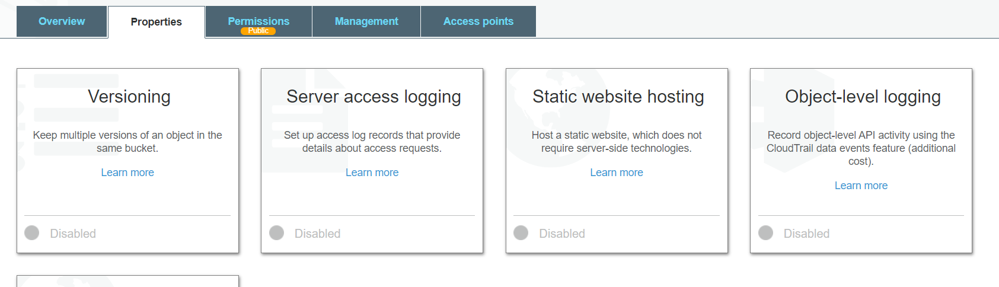 Overview
Properties
Permissions
Public
Management
Access points
Versioning
Keep multiple versions of an object in the
same bucket.
Learn more
Disabled
Server access logging
Set up access log records that provide
details about access requests.
Learn more
Disabled
Static website hosting
Host a static website, which does not
require server-side technologies.
Learn more
Disabled
Object-level logging
Record object-level API activity using the
CloudTrail data events feature (additional
cost).
Learn more
Disabled